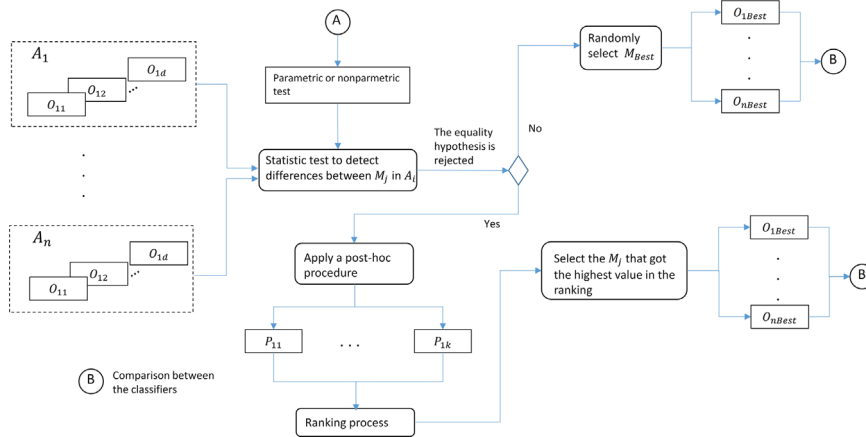 A
A₁
O₁₁
O₁₂
O₁d
Parametric or nonparmetric
test
Statistic test to detect
differences between Mⱼ in Aᵢ
The equality
hypothesis is
rejected
No
Yes
Randomly
select M_Best
O₁Best
OnBest
B
Aₙ
O₁₁
O₁₂
O₁d
Apply a post-hoc
procedure
P₁₁
. . .
P₁ₖ
Ranking process
Select the Mⱼ that got
the highest value in the
ranking
O₁Best
OnBest
B
B
Comparison between
the classifiers